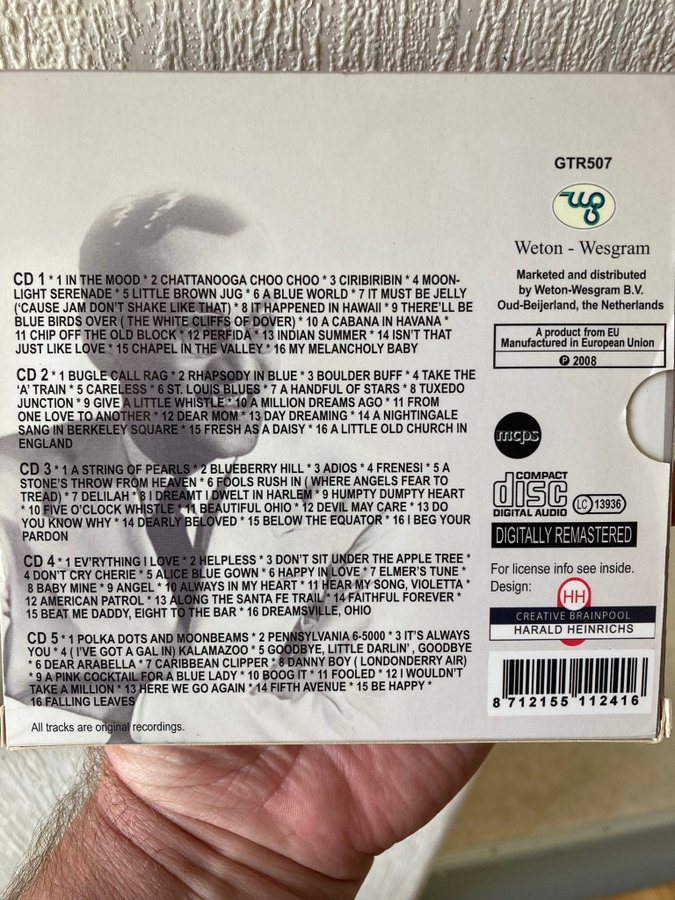 CD 1 * 1 IN THE MOOD * 2 CHATTANOOGA CHOO CHOO * 3 CIRIBIRIBIN * 4 MOON-
LIGHT SERENADE * 5 LITTLE BROWN JUG * 6 A BLUE WORLD * 7 IT MUST BE JELLY
('CAUSE JAM DON'T SHAKE LIKE THAT) * 8 IT HAPPENED IN HAWAII * 9 THERE'LL BE
BLUE BIRDS OVER ( THE WHITE CLIFFS OF DOVER) * 10 A CABANA IN HAVANA *
11 CHIP OFF THE OLD BLOCK * 12 PERFIDA * 13 INDIAN SUMMER * 14 ISN'T THAT
JUST LIKE LOVE * 15 CHAPEL IN THE VALLEY * 16 MY MELANCHOLY BABY
CD 2 * 1 BUGLE CALL RAG * 2 RHAPSODY IN BLUE * 3 BOULDER BUFF * 4 TAKE THE
'A' TRAIN * 5 CARELESS * 6 ST. LOUIS BLUES * 7 A HANDFUL OF STARS * 8 TUXEDO
JUNCTION * 9 GIVE A LITTLE WHISTLE * 10 A MILLION DREAMS AGO * 11 FROM
ONE LOVE TO ANOTHER * 12 DEAR MOM * 13 DAY DREAMING * 14 A NIGHTINGALE
SANG IN BERKELEY SQUARE * 15 FRESH AS A DAISY * 16 A LITTLE OLD CHURCH IN
ENGLAND
CD 3 * 1 A STRING OF PEARLS * 2 BLUEBERRY HILL * 3 ADIOS * 4 FRENESI * 5 A
STONE'S THROW FROM HEAVEN * 6 FOOLS RUSH IN ( WHERE ANGELS FEAR TO
TREAD) * 7 DELILAH * 8 I DREAMT I DWELT IN HARLEM * 9 HUMPTY DUMPTY HEART
* 10 FIVE O'CLOCK WHISTLE * 11 BEAUTIFUL OHIO * 12 DEVIL MAY CARE * 13 DO
YOU KNOW WHY * 14 DEARLY BELOVED * 15 BELOW THE EQUATOR * 16 I BEG YOUR
PARDON
CD 4 * 1 EV'RYTHING I LOVE * 2 HELPLESS * 3 DON'T SIT UNDER THE APPLE TREE *
4 DON'T CRY CHERIE * 5 ALICE BLUE GOWN * 6 HAPPY IN LOVE * 7 ELMER'S TUNE *
8 BABY MINE * 9 ANGEL * 10 ALWAYS IN MY HEART * 11 HEAR MY SONG, VIOLETTA *
12 AMERICAN PATROL * 13 ALONG THE SANTA FE TRAIL * 14 FAITHFUL FOREVER *
15 BEAT ME DADDY, EIGHT TO THE BAR * 16 DREAMSVILLE, OHIO
CD 5 * 1 POLKA DOTS AND MOONBEAMS * 2 PENNSYLVANIA 6-5000 * 3 IT'S ALWAYS
YOU * 4 ( I'VE GOT A GAL IN) KALAMAZOO * 5 GOODBYE, LITTLE DARLIN' , GOODBYE
* 6 DEAR ARABELLA * 7 CARIBBEAN CLIPPER * 8 DANNY BOY ( LONDONDERRY AIR)
* 9 A PINK COCKTAIL FOR A BLUE LADY * 10 BOOG IT * 11 FOOLED * 12 I WOULDN'T
TAKE A MILLION * 13 HERE WE GO AGAIN * 14 FIFTH AVENUE * 15 BE HAPPY *
16 FALLING LEAVES
All tracks are original recordings.
GTR507
WG
Weton - Wesgram
Marketed and distributed
by Weton-Wesgram B.V.
Oud-Beijerland, the Netherlands
A product from EU
Manufactured in European Union
℗ 2008
mcps
COMPACT
disc
DIGITAL AUDIO
LC 13936
DIGITALLY REMASTERED
For license info see inside.
Design:
HH
CREATIVE BRAINPOOL
HARALD HEINRICHS
8 712155 112416